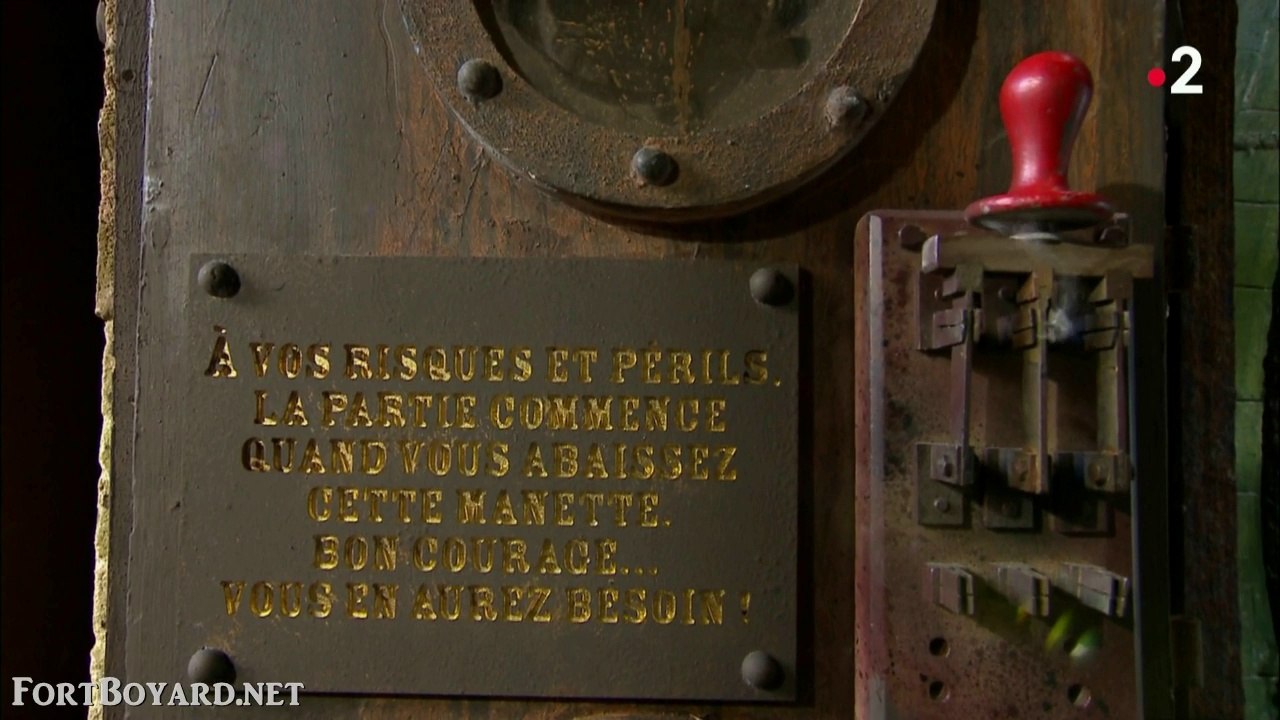 2
À VOS RISQUES ET PÉRILS.
LA PARTIE COMMENCE
QUAND VOUS ABAISSEZ
CETTE MANETTE.
BON COURAGE...
VOUS EN AUREZ BESOIN !
FORTBOYARD.NET